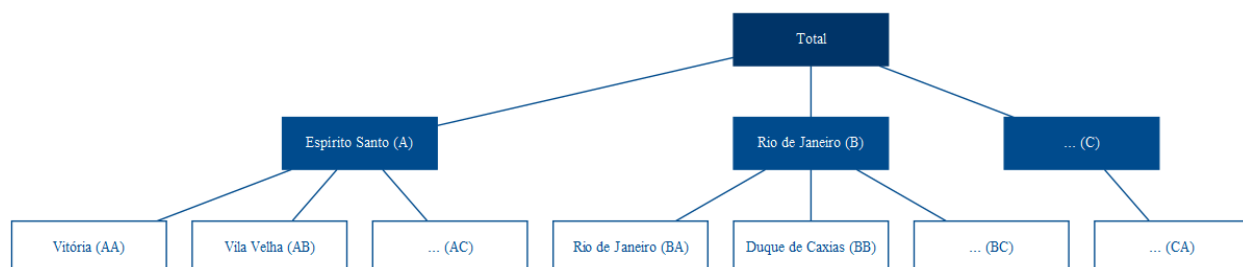 Total
Espírito Santo (A)
Rio de Janeiro (B)
... (C)
Vitória (AA)
Vila Velha (AB)
... (AC)
Rio de Janeiro (BA)
Duque de Caxias (BB)
... (BC)
... (CA)